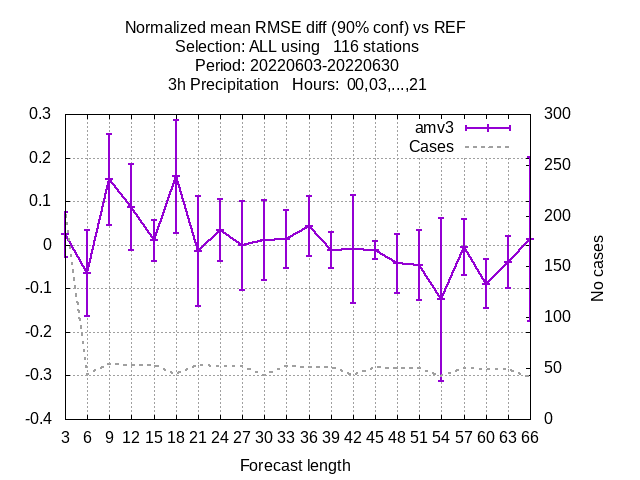 Normalized mean RMSE diff (90% conf) vs REF
Selection: ALL using   116 stations
Period: 20220603-20220630
3h Precipitation   Hours:  00,03,...,21
0.3
0.2
0.1
0
-0.1
-0.2
-0.3
-0.4
amv3
Cases
300
250
200
150
100
50
0
No cases
3 6 9 12 15 18 21 24 27 30 33 36 39 42 45 48 51 54 57 60 63 66
Forecast length